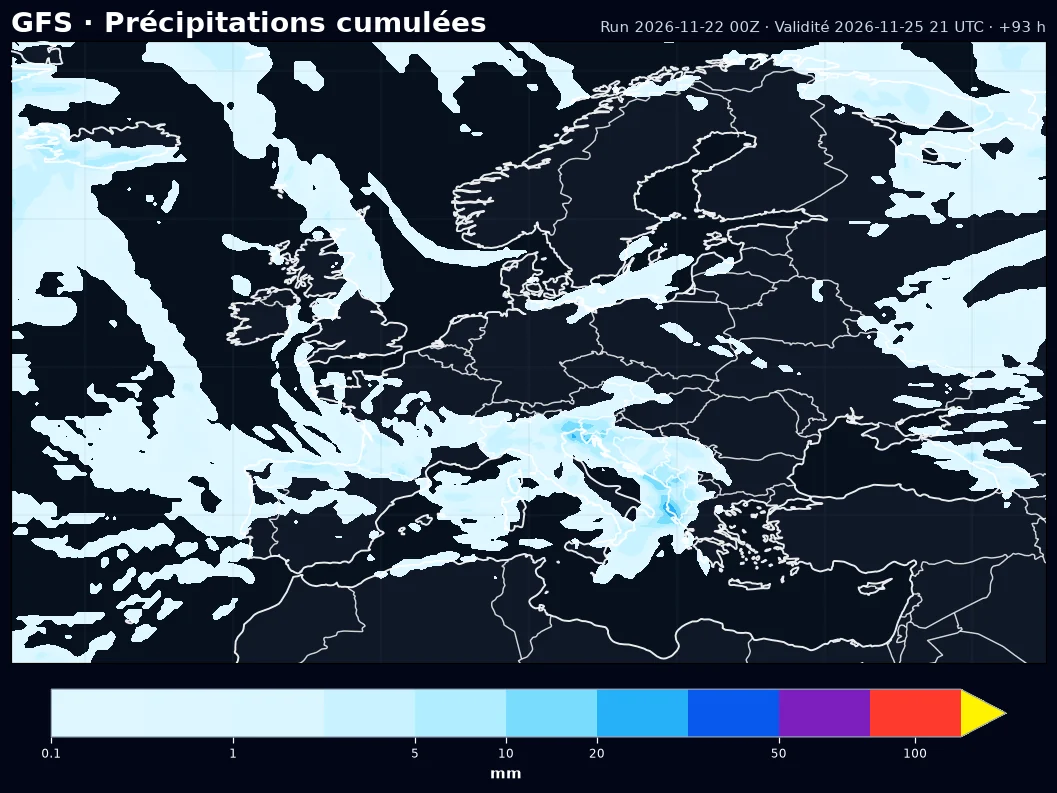 GFS · Précipitations cumulées
Run 2026-11-22 00Z · Validité 2026-11-25 21 UTC · +93 h
0.1 1 5 10 20 50 100
mm